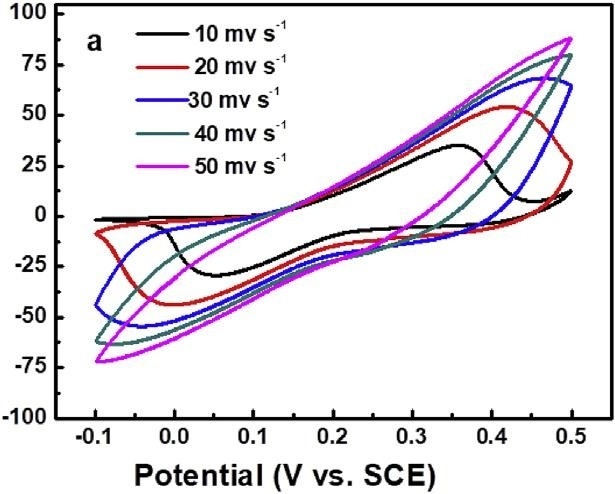 100
75
50
25
0
-25
-50
-75
-100
a
10 mv s⁻¹
20 mv s⁻¹
30 mv s⁻¹
40 mv s⁻¹
50 mv s⁻¹
-0.1 0.0 0.1 0.2 0.3 0.4 0.5
Potential (V vs. SCE)